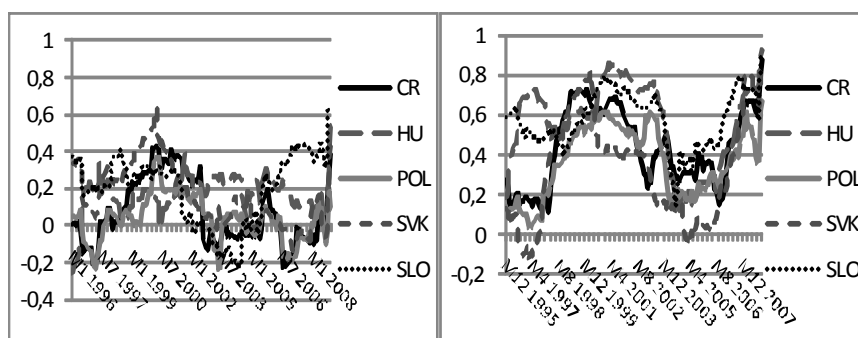 1
0,8
0,6
0,4
0,2
0
-0,2
-0,4
M1 1996
M7 1997
M1 1999
M7 2000
M1 2002
M7 2003
M1 2005
M7 2006
M1 2008
CR
HU
POL
SVK
SLO
1
0,8
0,6
0,4
0,2
0
-0,2
M12 1995
M4 1997
M8 1998
M12 1999
M4 2001
M8 2002
M12 2003
M4 2005
M8 2006
M12 2007
CR
HU
POL
SVK
SLO